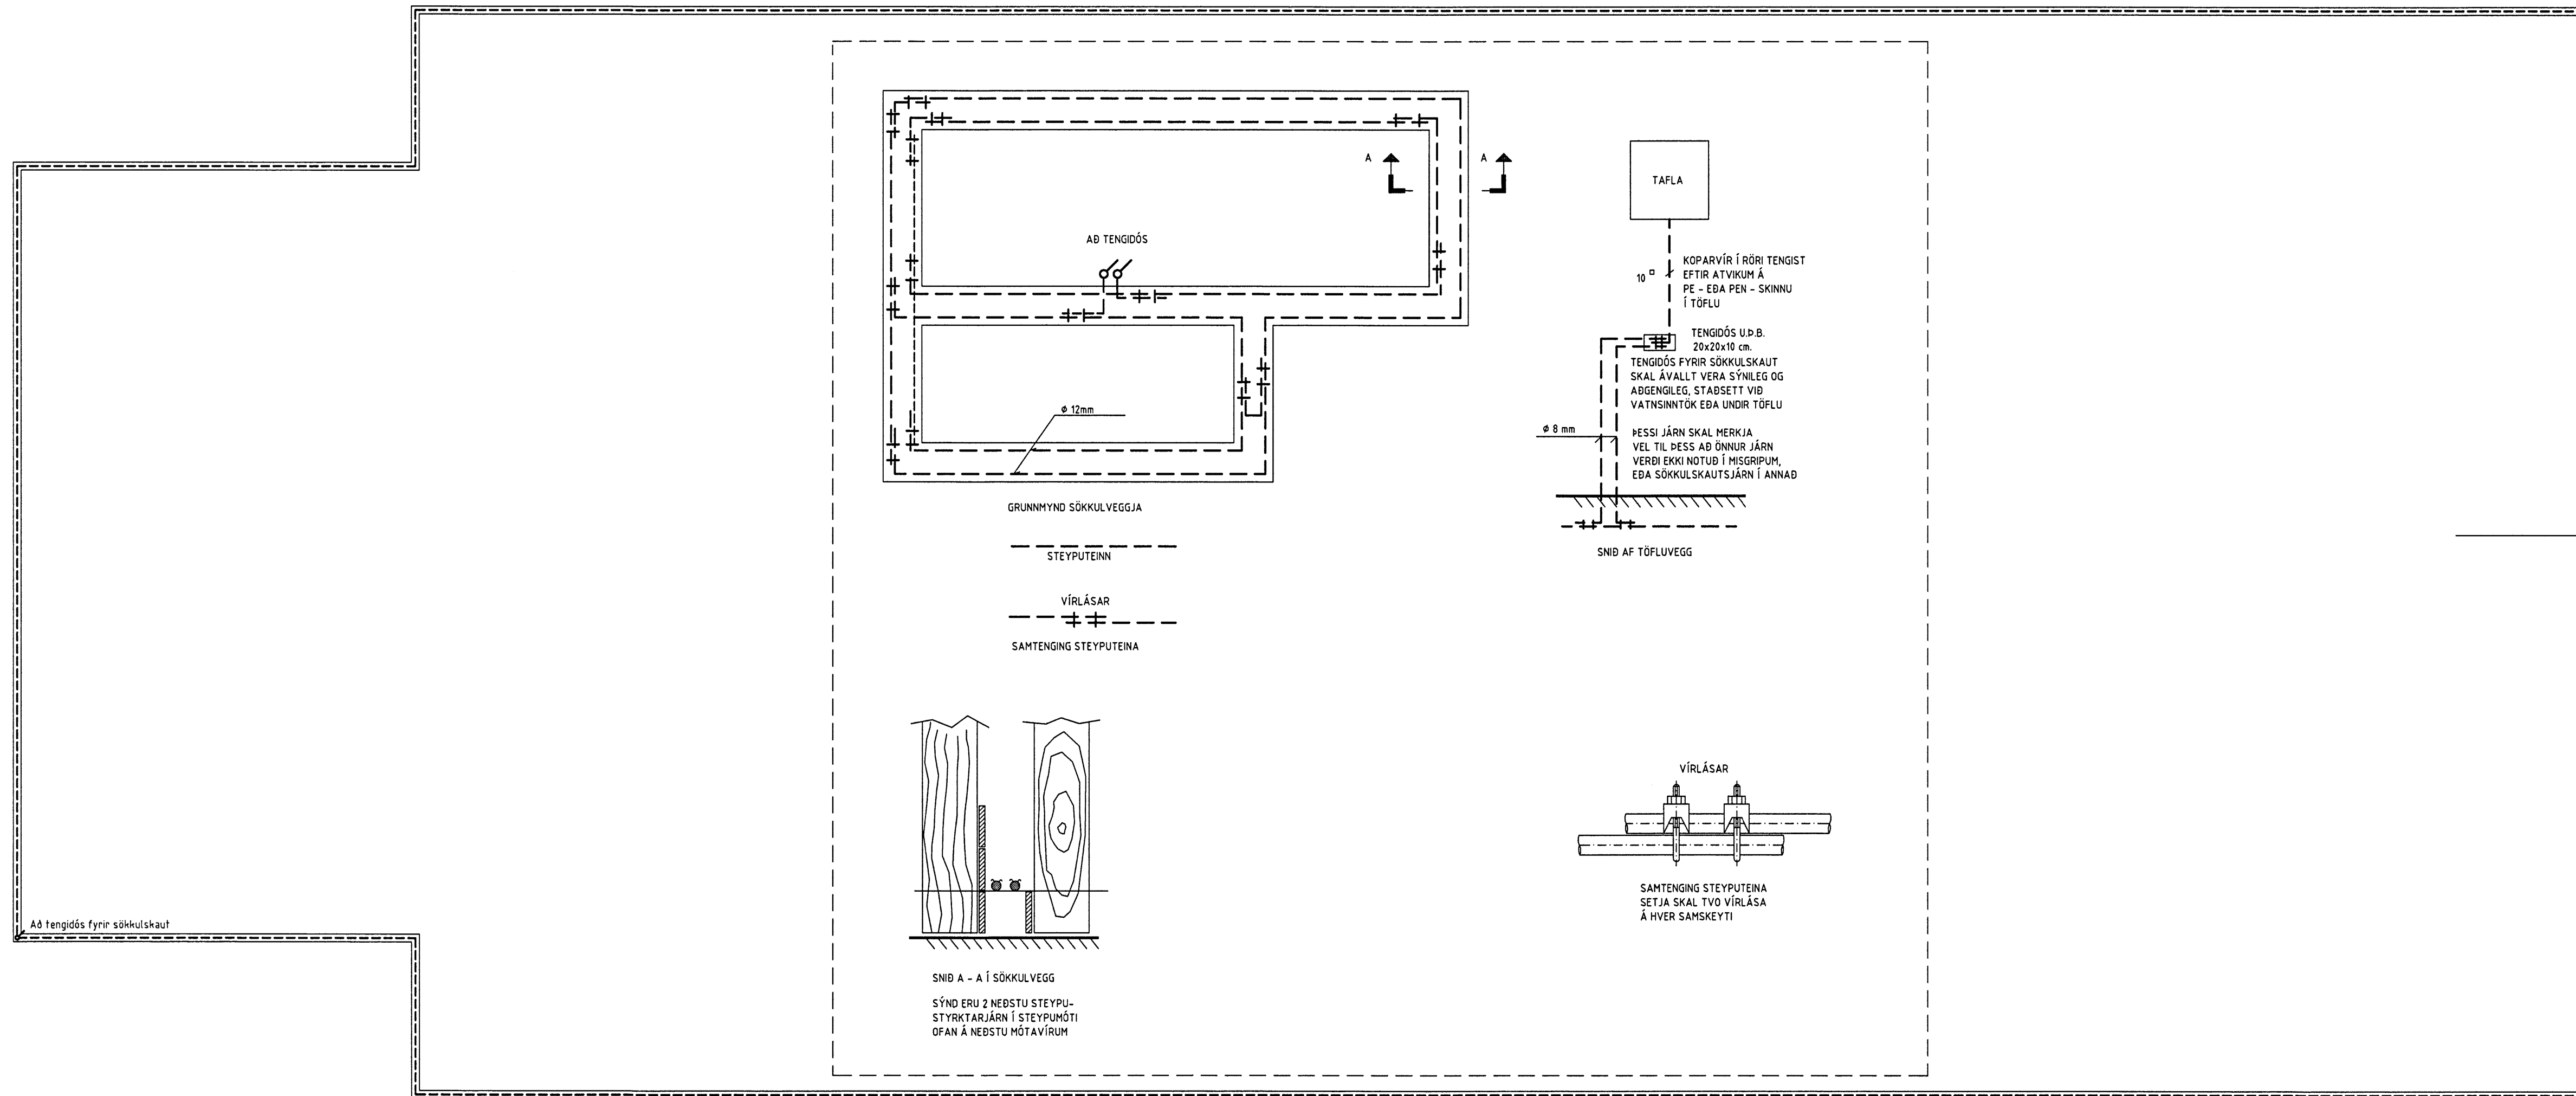 A
A
TAFLA
AÐ TENGIDÓS
KOPARVÍR Í RÖRI TENGIST
EFTIR ATVIKUM Á
PE - EÐA PEN - SKINNU
Í TÖFLU
10
TENGIDÓS U.Þ.B.
20x20x10 cm.
TENGIDÓS FYRIR SÖKKULSKAUT
SKAL ÁVALLT VERA SÝNILEG OG
AÐGENGILEG, STAÐSETT VIÐ
VATNSINNTÖK EÐA UNDIR TÖFLU
ϕ 12mm
ϕ 8 mm
ÞESSI JÁRN SKAL MERKJA
VEL TIL ÞESS AÐ ÖNNUR JÁRN
VERÐI EKKI NOTUÐ Í MISGRIPUM,
EÐA SÖKKULSKAUTSJÁRN Í ANNAÐ
GRUNNMYND SÖKKULVEGGJA
SNIÐ AF TÖFLUVEGG
STEYPUTEINN
VÍRLÁSAR
SAMTENGING STEYPUTEINA
VÍRLÁSAR
SAMTENGING STEYPUTEINA
SETJA SKAL TVO VÍRLÁSA
Á HVER SAMSKEYTI
Að tengidós fyrir sökkulskaut
SNIÐ A - A Í SÖKKULVEGG
SÝND ERU 2 NEÐSTU STEYPU-
STYRKTARJÁRN Í STEYPUMÓTI
OFAN Á NEÐSTU MÓTAVÍRUM